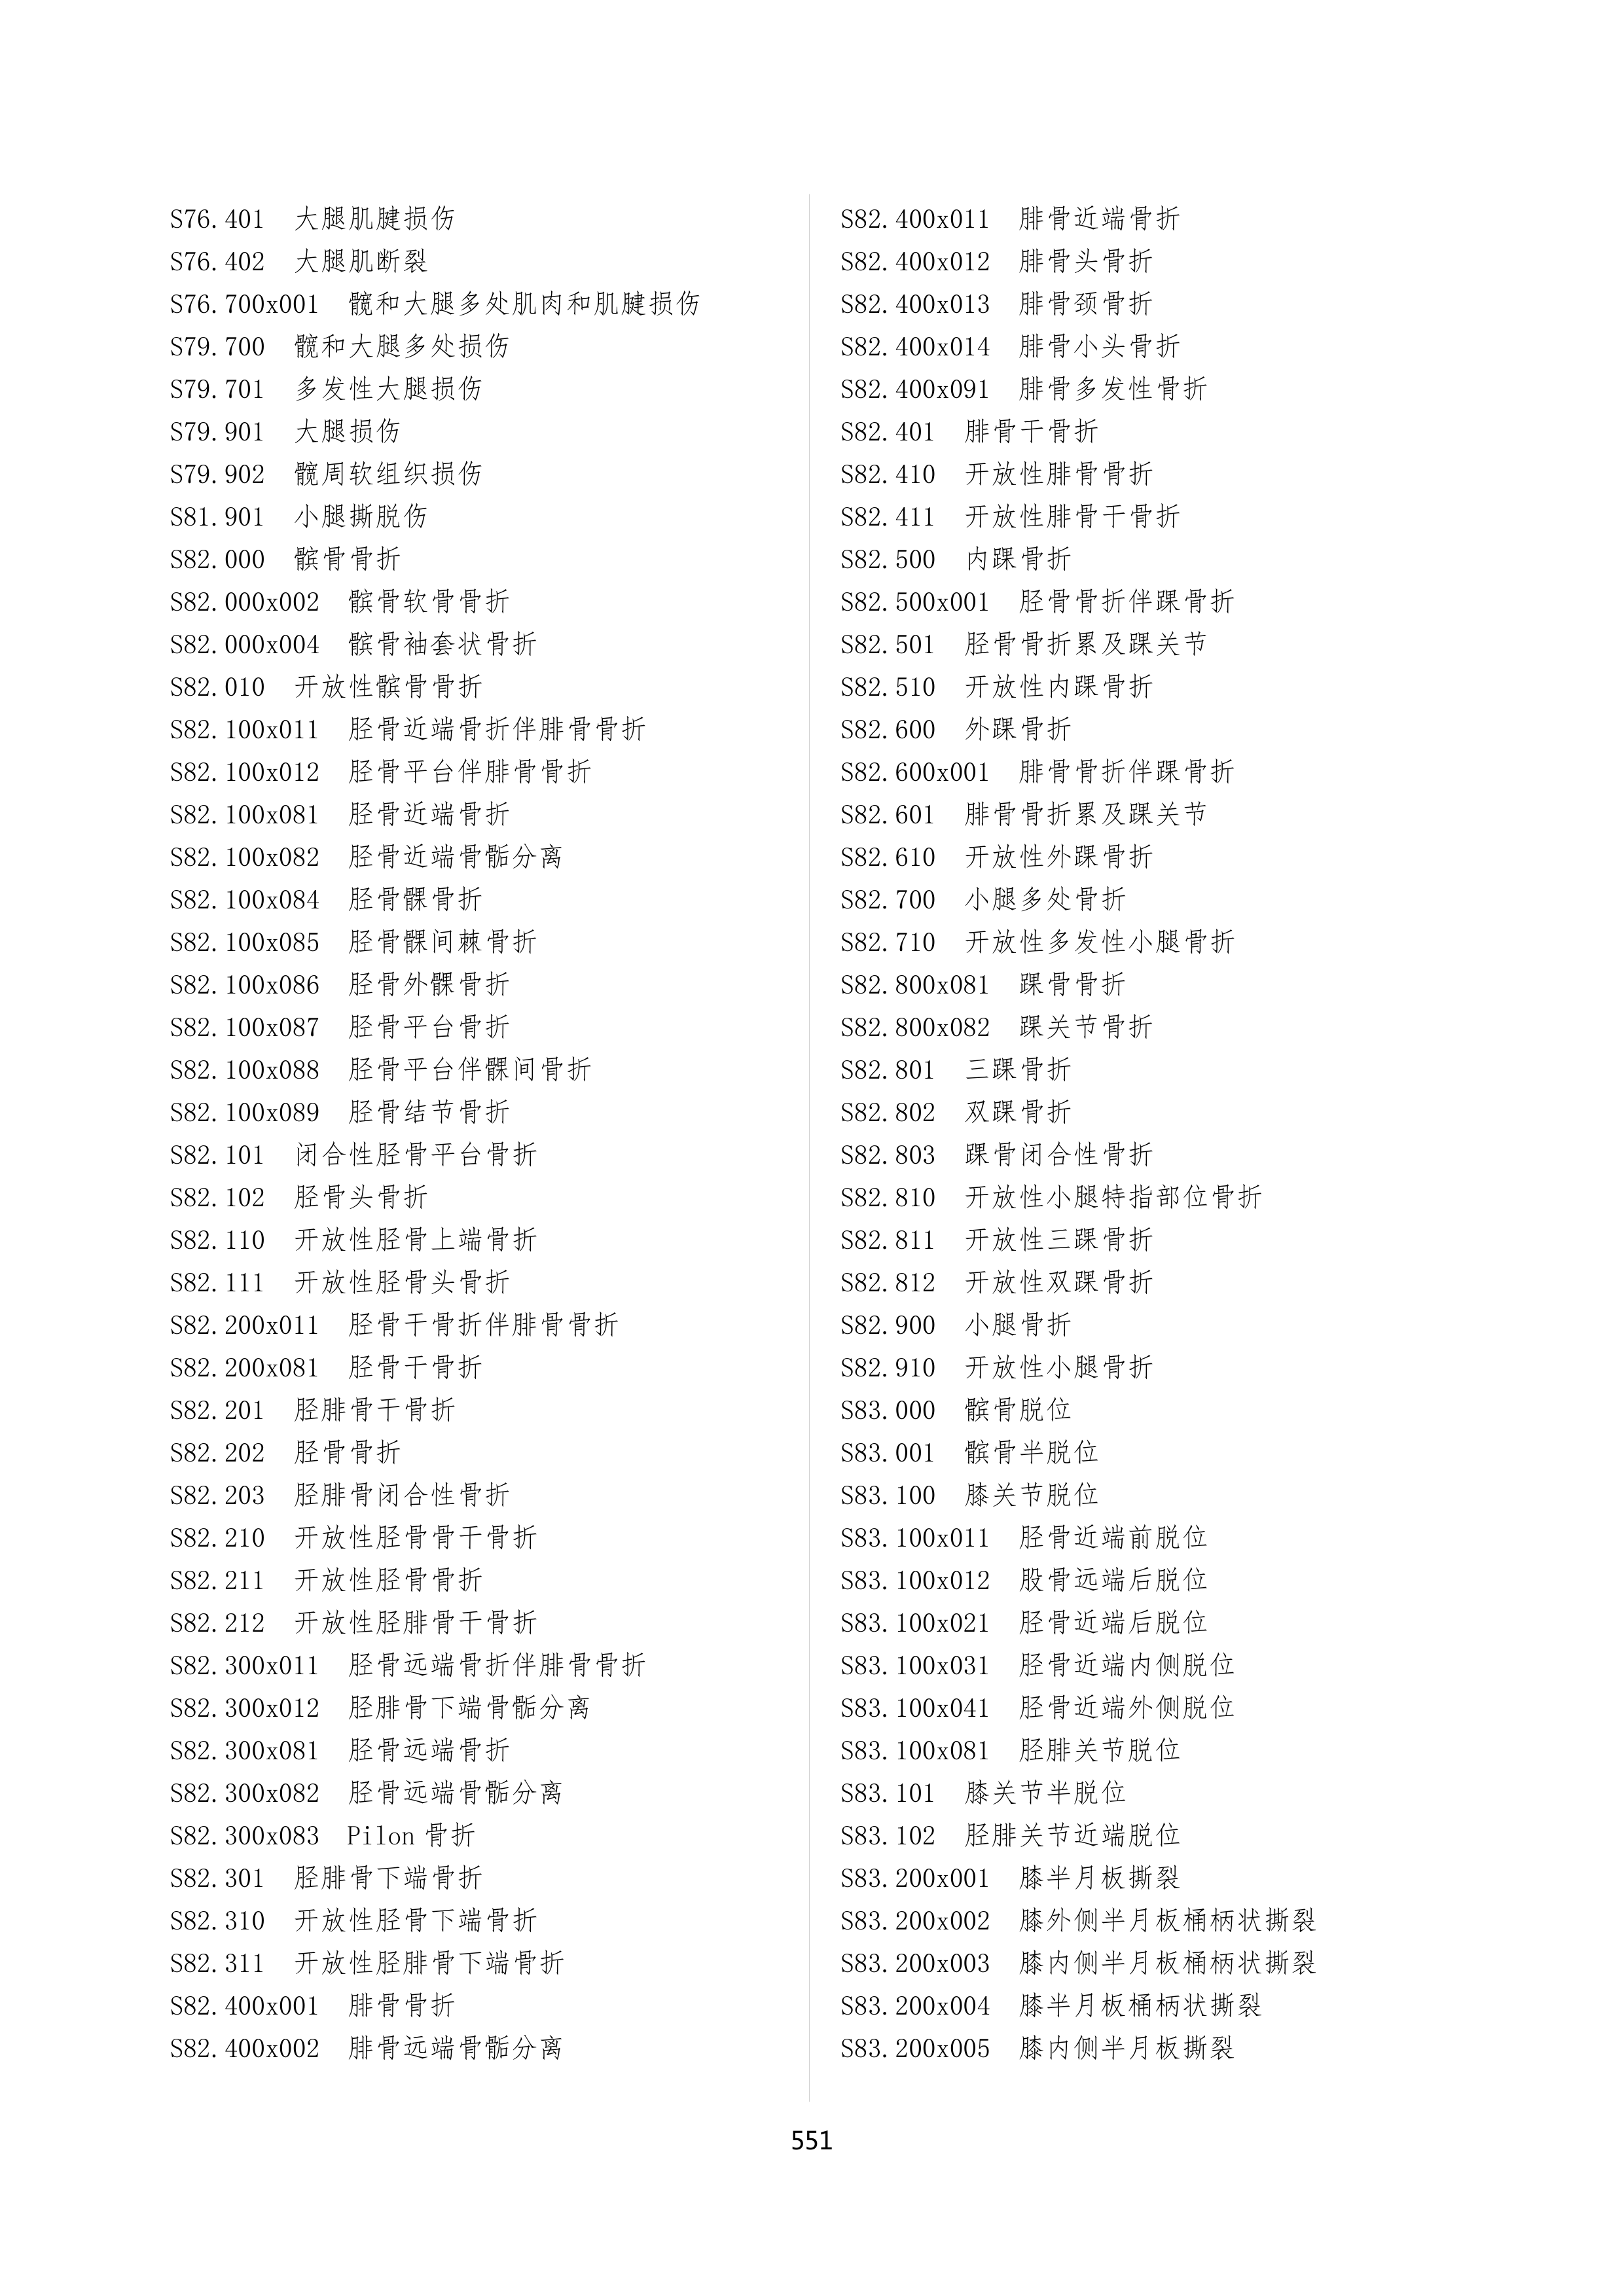 S76.401 大腿肌腱损伤
S76.402 大腿肌断裂
S76.700x001 髋和大腿多处肌肉和肌腱损伤
S79.700 髋和大腿多处损伤
S79.701 多发性大腿损伤
S79.901 大腿损伤
S79.902 髋周软组织损伤
S81.901 小腿撕脱伤
S82.000 髌骨骨折
S82.000x002 髌骨软骨骨折
S82.000x004 髌骨袖套状骨折
S82.010 开放性髌骨骨折
S82.100x011 胫骨近端骨折伴腓骨骨折
S82.100x012 胫骨平台伴腓骨骨折
S82.100x081 胫骨近端骨折
S82.100x082 胫骨近端骨骺分离
S82.100x084 胫骨髁骨折
S82.100x085 胫骨髁间棘骨折
S82.100x086 胫骨外髁骨折
S82.100x087 胫骨平台骨折
S82.100x088 胫骨平台伴髁间骨折
S82.100x089 胫骨结节骨折
S82.101 闭合性胫骨平台骨折
S82.102 胫骨头骨折
S82.110 开放性胫骨上端骨折
S82.111 开放性胫骨头骨折
S82.200x011 胫骨干骨折伴腓骨骨折
S82.200x081 胫骨干骨折
S82.201 胫腓骨干骨折
S82.202 胫骨骨折
S82.203 胫腓骨闭合性骨折
S82.210 开放性胫骨骨干骨折
S82.211 开放性胫骨骨折
S82.212 开放性胫腓骨干骨折
S82.300x011 胫骨远端骨折伴腓骨骨折
S82.300x012 胫腓骨下端骨骺分离
S82.300x081 胫骨远端骨折
S82.300x082 胫骨远端骨骺分离
S82.300x083 Pilon 骨折
S82.301 胫腓骨下端骨折
S82.310 开放性胫骨下端骨折
S82.311 开放性胫腓骨下端骨折
S82.400x001 腓骨骨折
S82.400x002 腓骨远端骨骺分离
S82.400x011 腓骨近端骨折
S82.400x012 腓骨头骨折
S82.400x013 腓骨颈骨折
S82.400x014 腓骨小头骨折
S82.400x091 腓骨多发性骨折
S82.401 腓骨干骨折
S82.410 开放性腓骨骨折
S82.411 开放性腓骨干骨折
S82.500 内踝骨折
S82.500x001 胫骨骨折伴踝骨折
S82.501 胫骨骨折累及踝关节
S82.510 开放性内踝骨折
S82.600 外踝骨折
S82.600x001 腓骨骨折伴踝骨折
S82.601 腓骨骨折累及踝关节
S82.610 开放性外踝骨折
S82.700 小腿多处骨折
S82.710 开放性多发性小腿骨折
S82.800x081 踝骨骨折
S82.800x082 踝关节骨折
S82.801 三踝骨折
S82.802 双踝骨折
S82.803 踝骨闭合性骨折
S82.810 开放性小腿特指部位骨折
S82.811 开放性三踝骨折
S82.812 开放性双踝骨折
S82.900 小腿骨折
S82.910 开放性小腿骨折
S83.000 髌骨脱位
S83.001 髌骨半脱位
S83.100 膝关节脱位
S83.100x011 胫骨近端前脱位
S83.100x012 股骨远端后脱位
S83.100x021 胫骨近端后脱位
S83.100x031 胫骨近端内侧脱位
S83.100x041 胫骨近端外侧脱位
S83.100x081 胫腓关节脱位
S83.101 膝关节半脱位
S83.102 胫腓关节近端脱位
S83.200x001 膝半月板撕裂
S83.200x002 膝外侧半月板桶柄状撕裂
S83.200x003 膝内侧半月板桶柄状撕裂
S83.200x004 膝半月板桶柄状撕裂
S83.200x005 膝内侧半月板撕裂
551